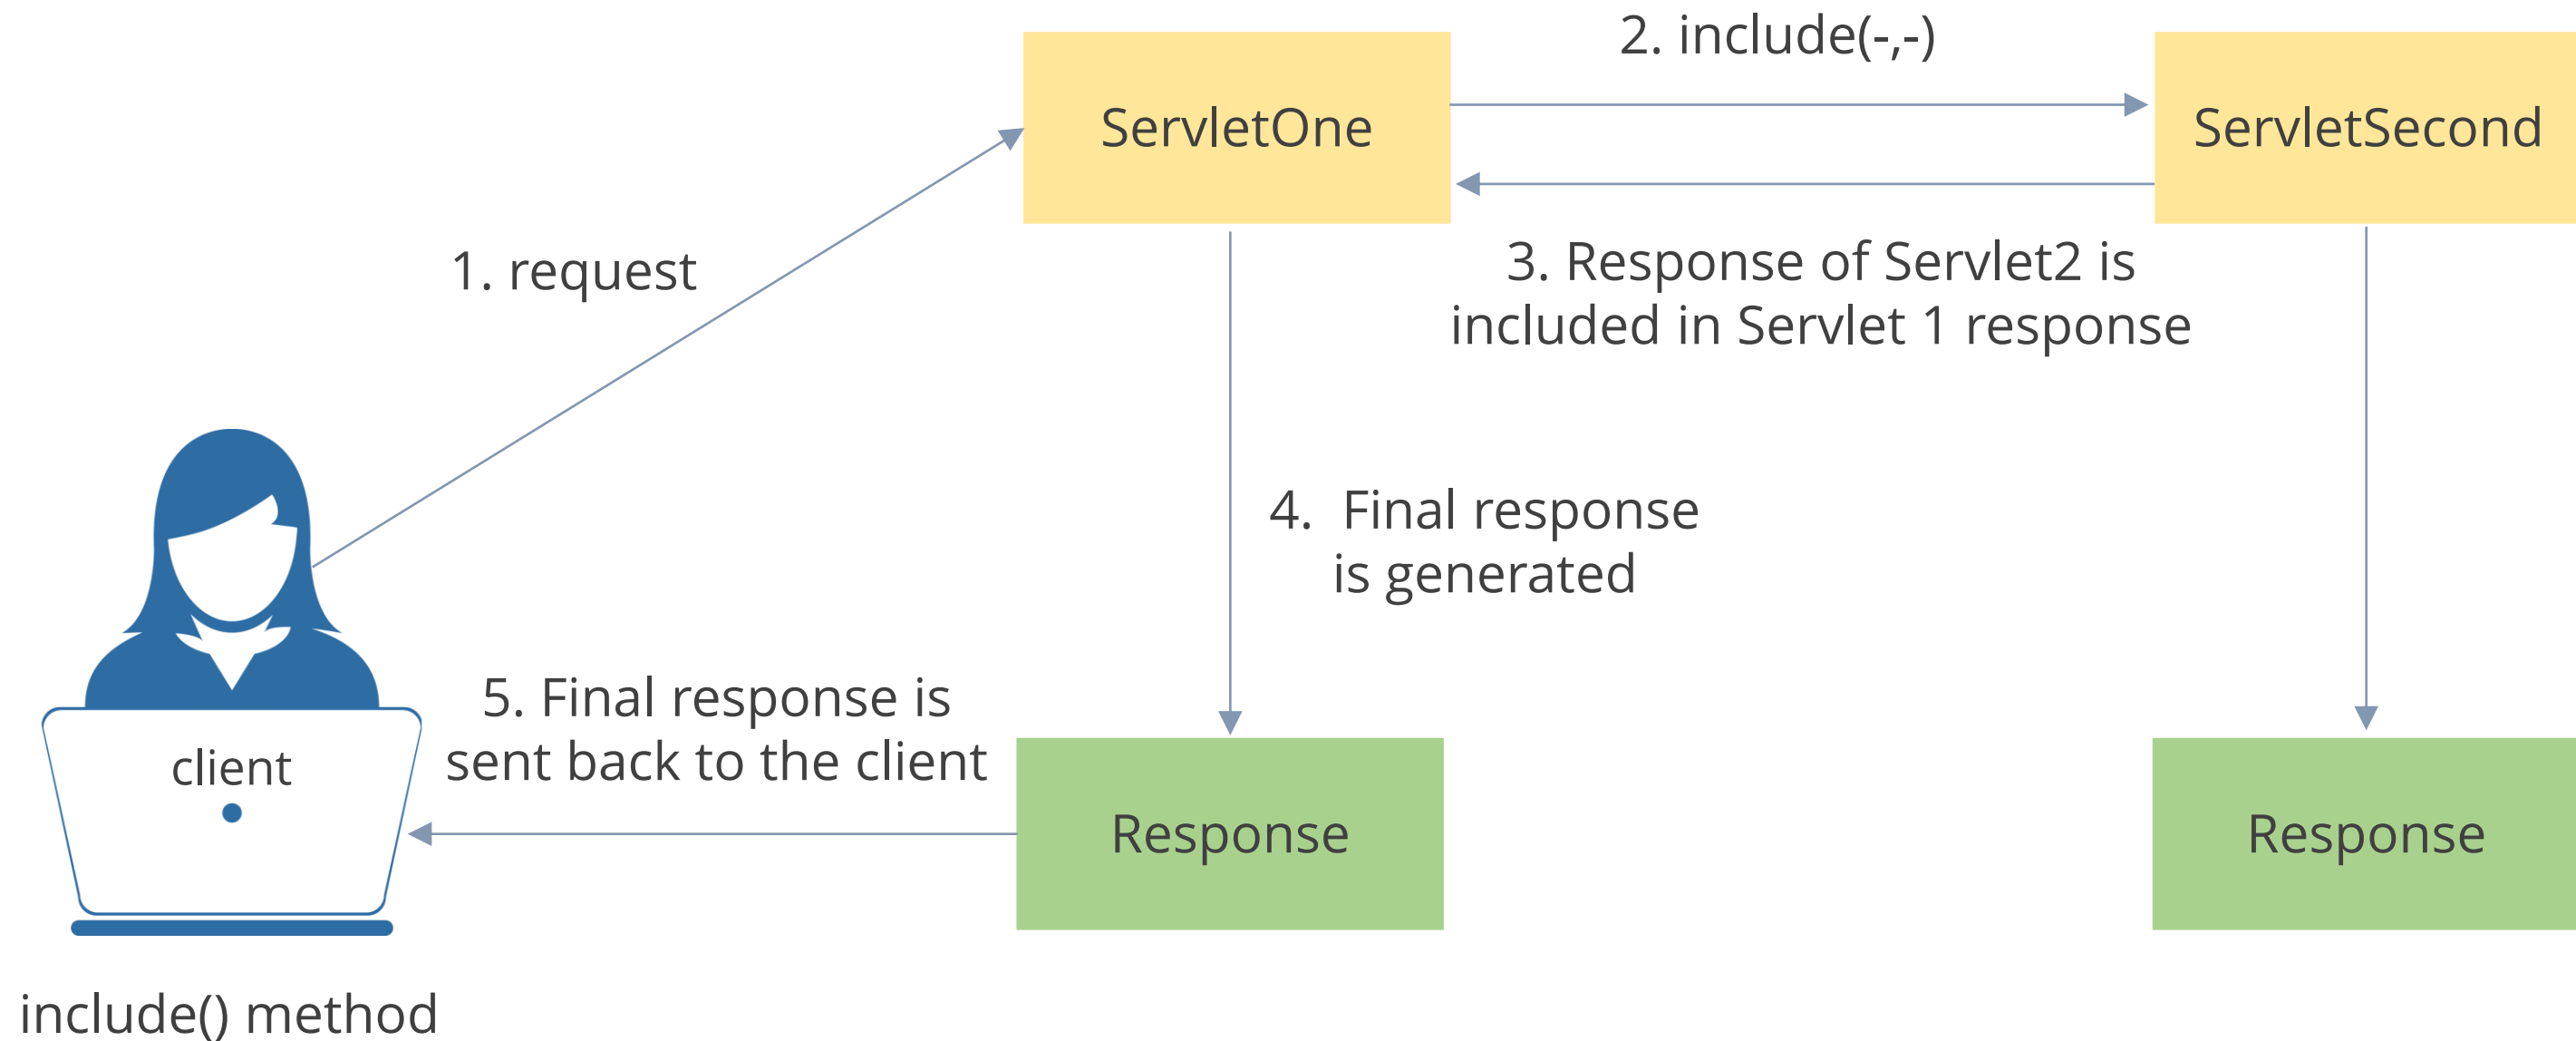 2. include(-,-)
ServletOne
ServletSecond
1. request
3. Response of Servlet2 is
included in Servlet 1 response
4. Final response
is generated
5. Final response is
sent back to the client
client
Response
Response
include() method